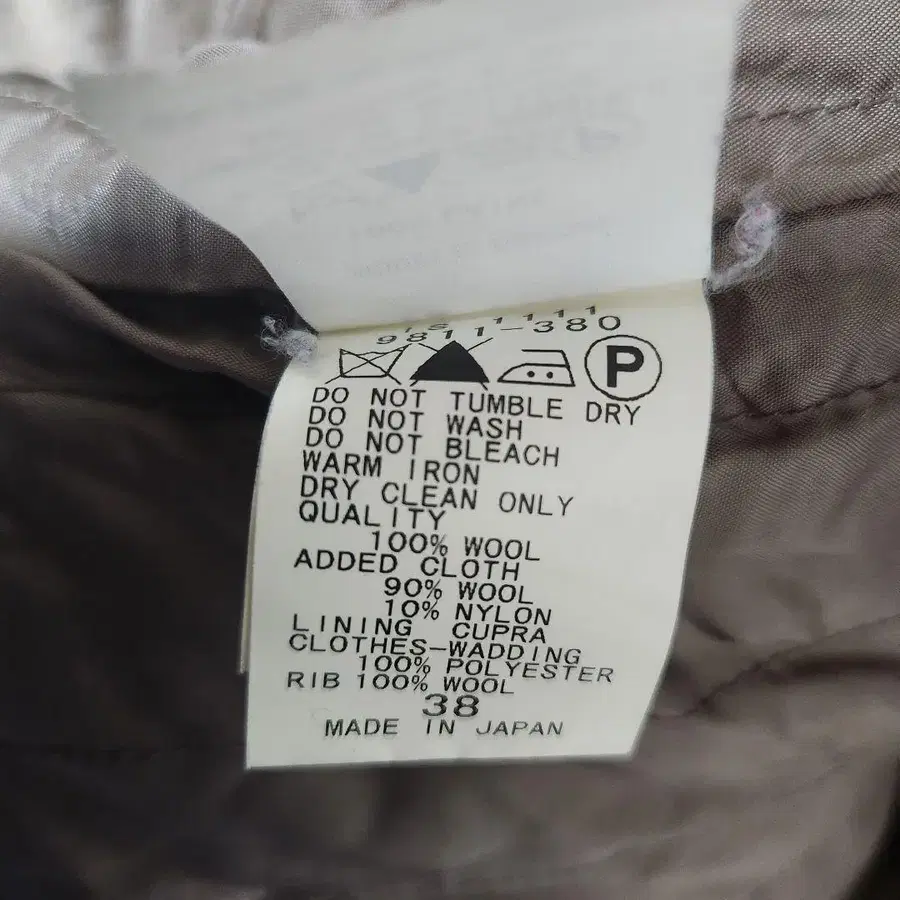 9811-380
P
DO NOT TUMBLE DRY
DO NOT WASH
DO NOT BLEACH
WARM IRON
DRY CLEAN ONLY
QUALITY
100% WOOL
ADDED CLOTH
90% WOOL
10% NYLON
LINING CUPRA
CLOTHES-WADDING
100% POLYESTER
RIB 100% WOOL
38
MADE IN JAPAN